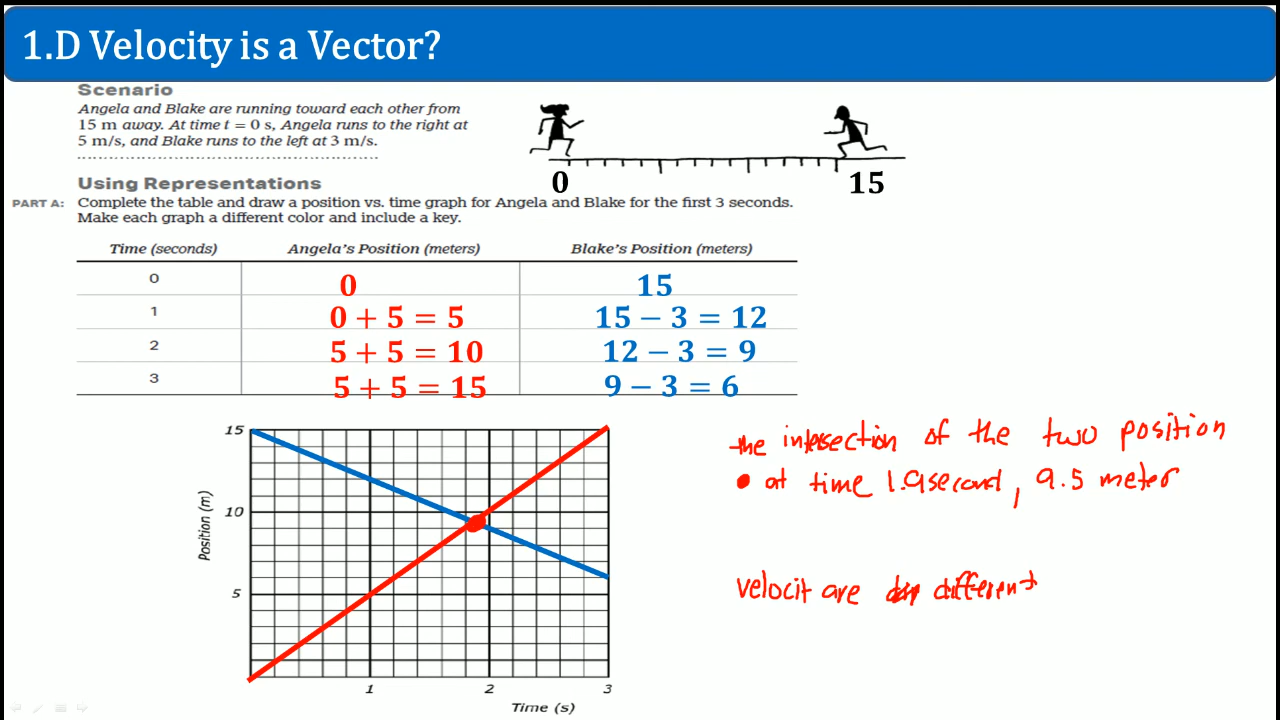 1.D Velocity is a Vector?
Scenario
Angela and Blake are running toward each other from
15 m away. At time t = 0 s, Angela runs to the right at
5 m/s, and Blake runs to the left at 3 m/s.
0 15
Using Representations
PART A: Complete the table and draw a position vs. time graph for Angela and Blake for the first 3 seconds.
Make each graph a different color and include a key.
Time (seconds) Angela's Position (meters) Blake's Position (meters)
0 0 15
1 0 + 5 = 5 15 − 3 = 12
2 5 + 5 = 10 12 − 3 = 9
3 5 + 5 = 15 9 − 3 = 6
the intersection of the two position
at time 1.9second, 9.5 meter
velocit are different
15
10
5
Position (m)
1 2 3
Time (s)